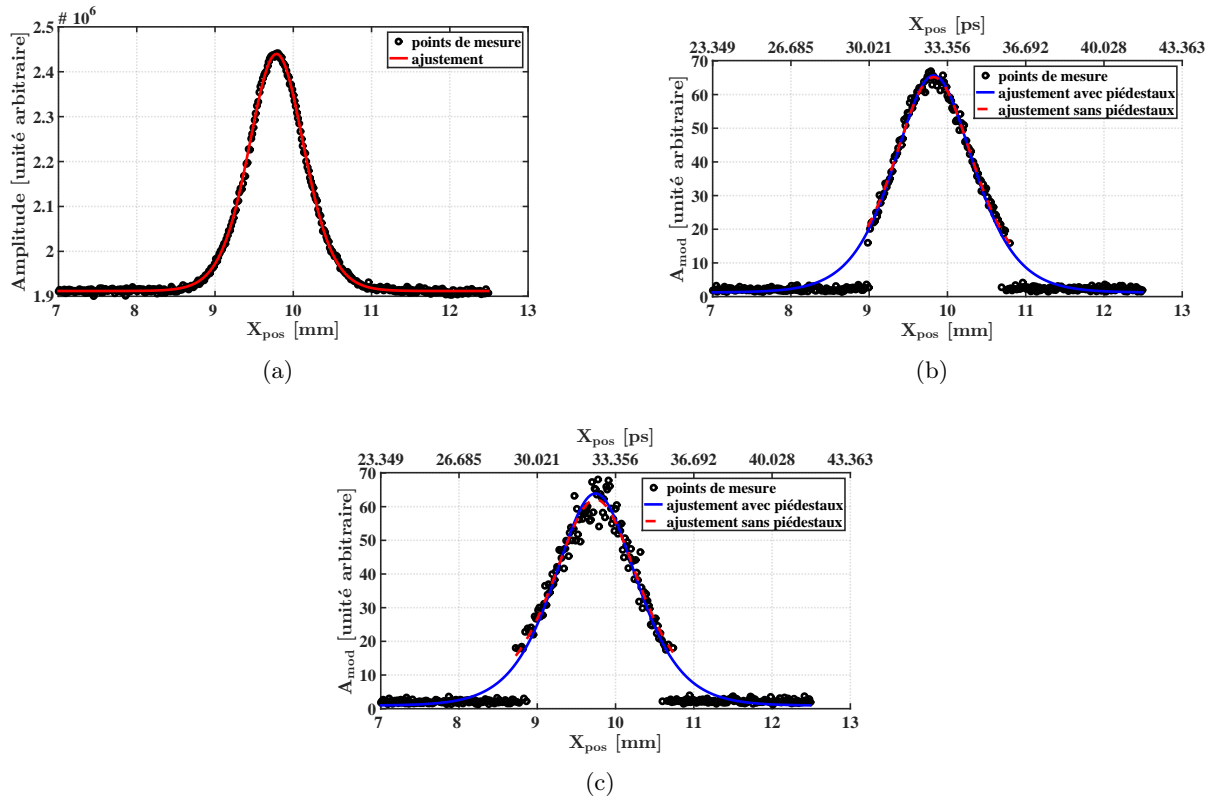 # 10⁶
2.5
2.4
2.3
2.1
2
1.9
Amplitude [unité arbitraire]
points de mesure
ajustement
7 8 9 10 11 12 13
X_pos [mm]
(a)
X_pos [ps]
23.349 26.685 30.021 33.356 36.692 40.028 43.363
70
60
50
40
30
20
10
0
A_mod [unité arbitraire]
points de mesure
ajustement avec piédestaux
ajustement sans piédestaux
7 8 9 10 11 12 13
X_pos [mm]
(b)
X_pos [ps]
23.349 26.685 30.021 33.356 36.692 40.028 43.363
70
60
50
40
30
20
10
0
A_mod [unité arbitraire]
points de mesure
ajustement avec piédestaux
ajustement sans piédestaux
7 8 9 10 11 12 13
X_pos [mm]
(c)